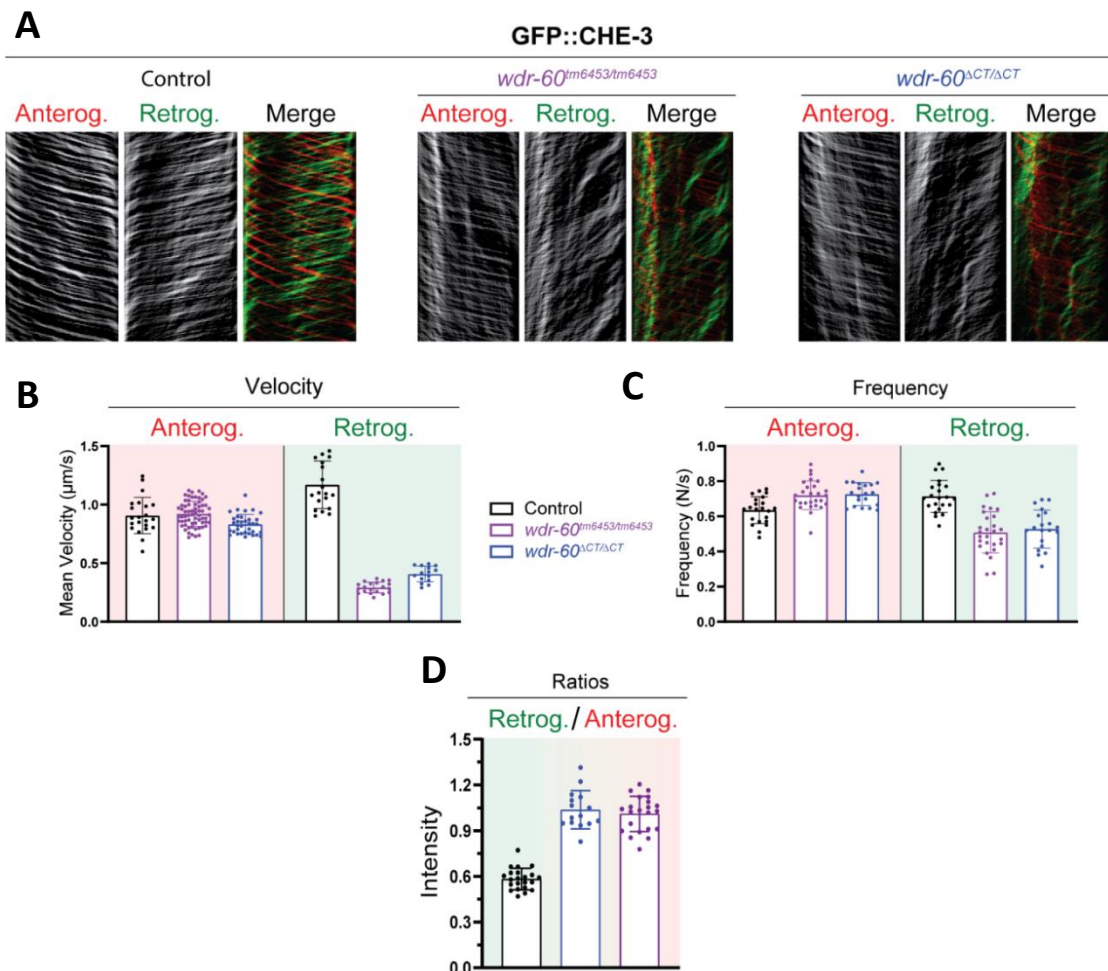 A
GFP::CHE-3
Control
wdr-60tm6453/tm6453
wdr-60ΔCT/ΔCT
Anterog. Retrog. Merge
Anterog. Retrog. Merge
Anterog. Retrog. Merge
B
Velocity
Anterog. Retrog.
Mean Velocity (μm/s)
1.5
1.0
0.5
0.0
Control
wdr-60tm6453/tm6453
wdr-60ΔCT/ΔCT
C
Frequency
Anterog. Retrog.
Frequency (N/s)
1.0
0.8
0.6
0.4
0.2
0.0
D
Ratios
Retrog./Anterog.
Intensity
1.5
1.2
0.9
0.6
0.3
0.0